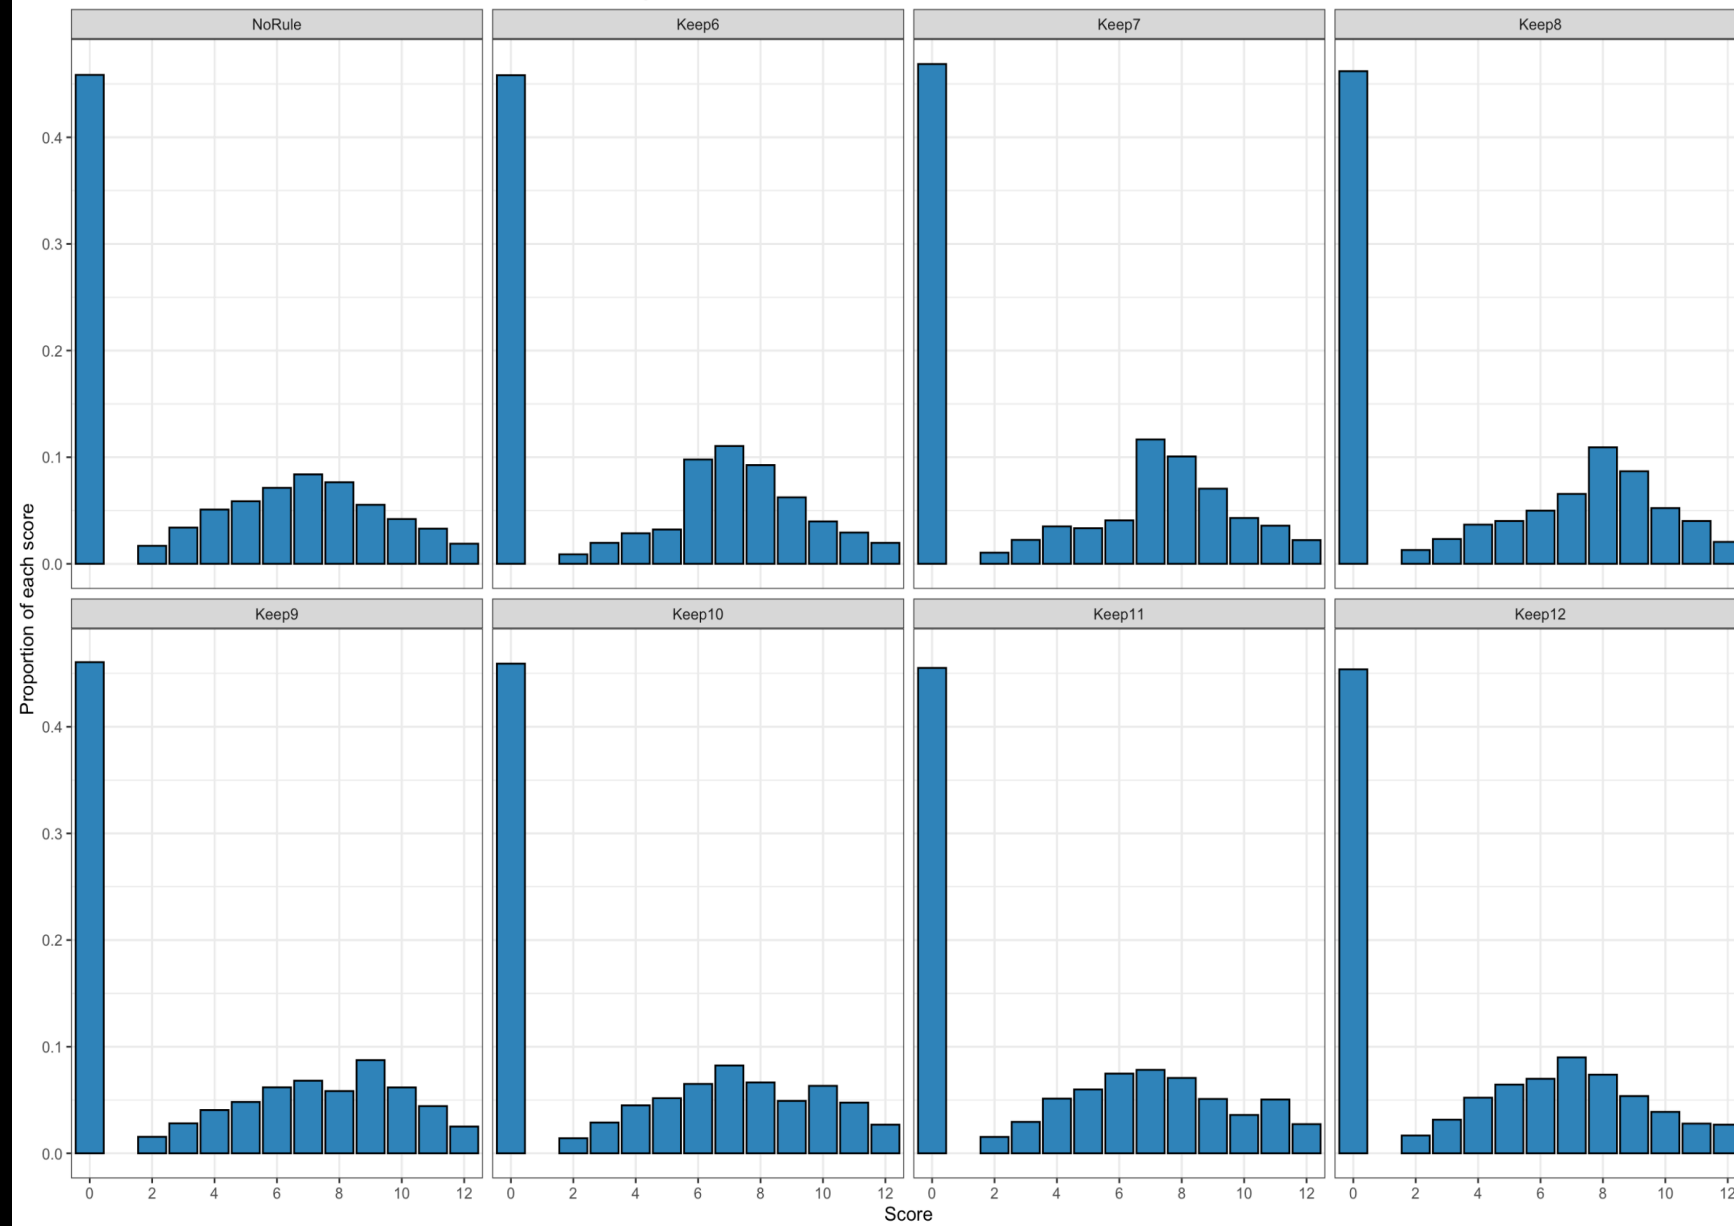 NoRule Keep6 Keep7 Keep8
0.4
0.3
0.2
0.1
0.0
Keep9 Keep10 Keep11 Keep12
0.4
0.3
0.2
0.1
0.0
0 2 4 6 8 10 12 0 2 4 6 8 10 12 0 2 4 6 8 10 12 0 2 4 6 8 10 12
Score
Proportion of each score